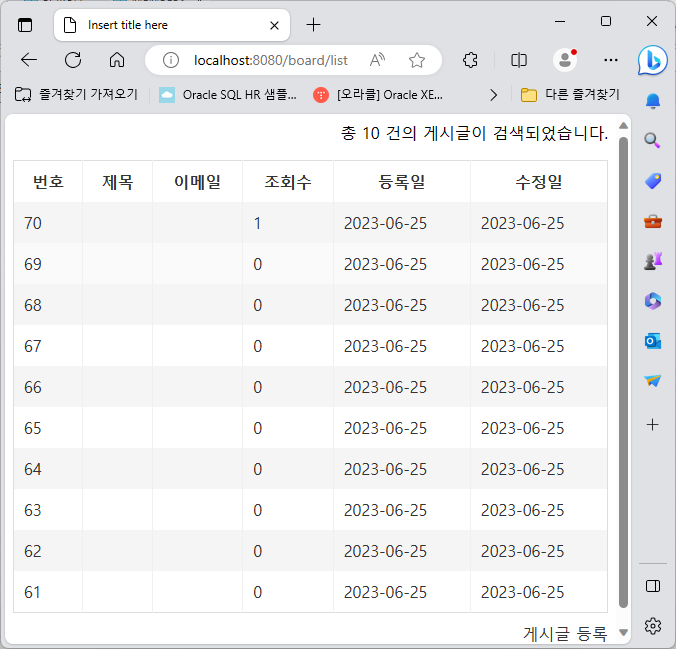 Insert title here
localhost:8080/board/list
즐겨찾기 가져오기 Oracle SQL HR 샘플... [오라클] Oracle XE... 다른 즐겨찾기
총 10 건의 게시글이 검색되었습니다.
번호 제목 이메일 조회수 등록일 수정일
70 1 2023-06-25 2023-06-25
69 0 2023-06-25 2023-06-25
68 0 2023-06-25 2023-06-25
67 0 2023-06-25 2023-06-25
66 0 2023-06-25 2023-06-25
65 0 2023-06-25 2023-06-25
64 0 2023-06-25 2023-06-25
63 0 2023-06-25 2023-06-25
62 0 2023-06-25 2023-06-25
61 0 2023-06-25 2023-06-25
게시글 등록